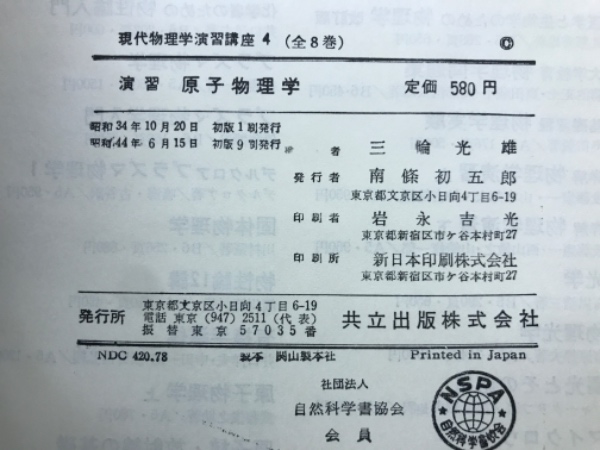 現代物理学演習講座 4 (全8巻) ©
演習 原子物理学 定価 580円
昭和34年10月20日 初版1刷発行
昭和44年6月15日 初版9刷発行
者 三輪光雄
発行者 南條初五郎
東京都文京区小日向4丁目6-19
印刷者 岩永吉光
東京都新宿区市ケ谷本村町27
印刷所 新日本印刷株式会社
東京都新宿区市ケ谷本村町27
発行所
東京都文京区小日向4丁目6-19
電話 東京 (947) 2511 (代表)
振替 東京 57035番
共立出版株式会社
NDC 420.78 製本 関山製本社 Printed in Japan
社団法人
自然科学書協会
会員
NSPA
自然科学書協会